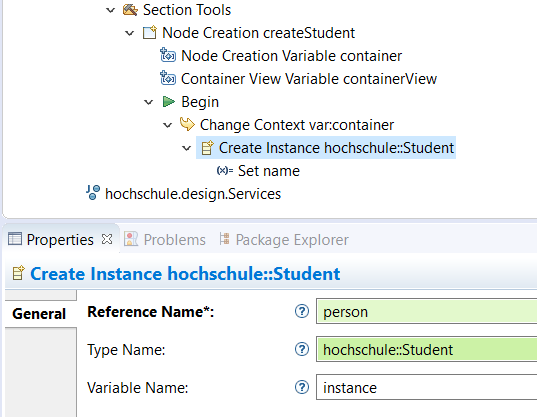 Section Tools
Node Creation createStudent
Node Creation Variable container
Container View Variable containerView
Begin
Change Context var:container
Create Instance hochschule::Student
(x)= Set name
hochschule.design.Services
Properties Problems Package Explorer
Create Instance hochschule::Student
General
Reference Name*: ? person
Type Name: ? hochschule::Student
Variable Name: ? instance